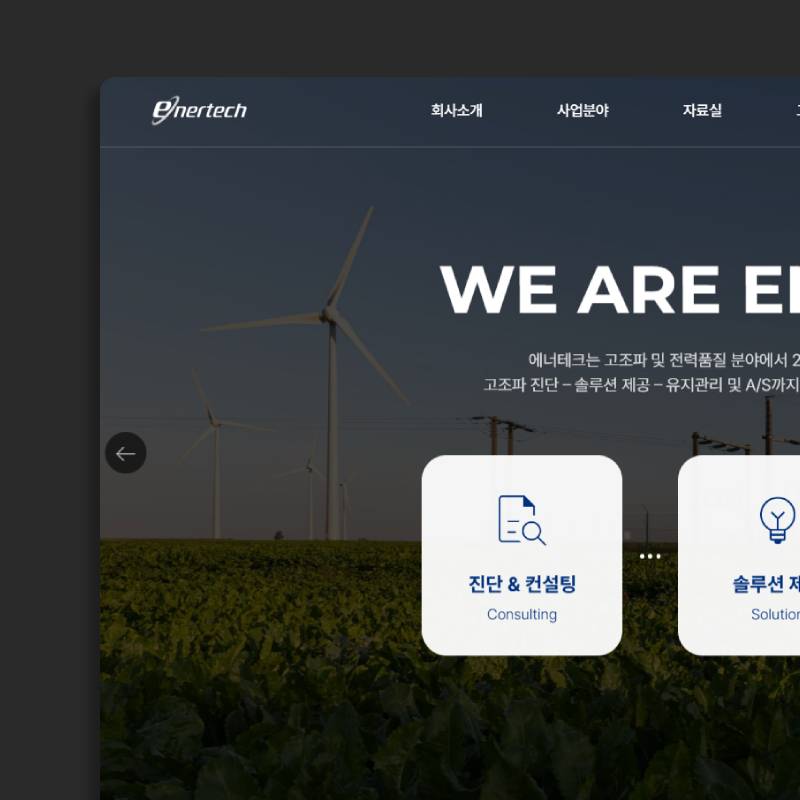 enertech
회사소개
사업분야
자료실
WE ARE
에너테크는 고조파 및 전력품질 분야에서 2
고조파 진단 – 솔루션 제공 – 유지관리 및 A/S까지
진단 & 컨설팅
Consulting
솔루션
Solution